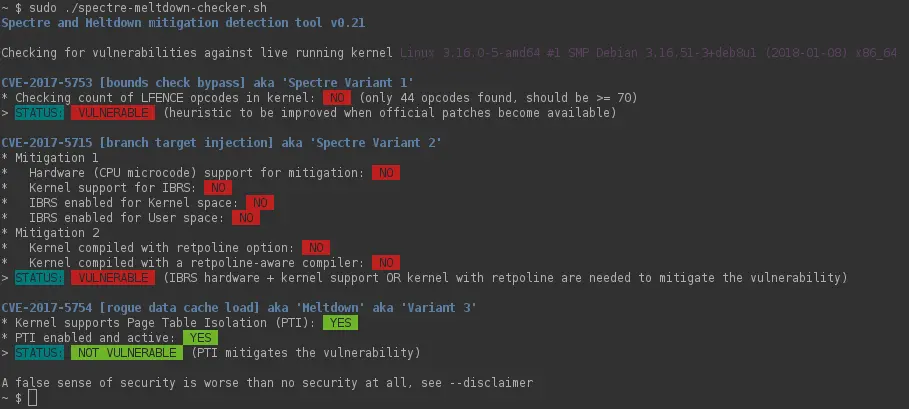 ~ $ sudo ./spectre-meltdown-checker.sh
Spectre and Meltdown mitigation detection tool v0.21
Checking for vulnerabilities against live running kernel Linux 3.16.0-5-amd64 #1 SMP Debian 3.16.51-3+deb8u1 (2018-01-08) x86_64
CVE-2017-5753 [bounds check bypass] aka 'Spectre Variant 1'
* Checking count of LFENCE opcodes in kernel: NO (only 44 opcodes found, should be >= 70)
> STATUS: VULNERABLE (heuristic to be improved when official patches become available)
CVE-2017-5715 [branch target injection] aka 'Spectre Variant 2'
* Mitigation 1
* Hardware (CPU microcode) support for mitigation: NO
* Kernel support for IBRS: NO
* IBRS enabled for Kernel space: NO
* IBRS enabled for User space: NO
* Mitigation 2
* Kernel compiled with retpoline option: NO
* Kernel compiled with a retpoline-aware compiler: NO
> STATUS: VULNERABLE (IBRS hardware + kernel support OR kernel with retpoline are needed to mitigate the vulnerability)
CVE-2017-5754 [rogue data cache load] aka 'Meltdown' aka 'Variant 3'
* Kernel supports Page Table Isolation (PTI): YES
* PTI enabled and active: YES
> STATUS: NOT VULNERABLE (PTI mitigates the vulnerability)
A false sense of security is worse than no security at all, see --disclaimer
~ $